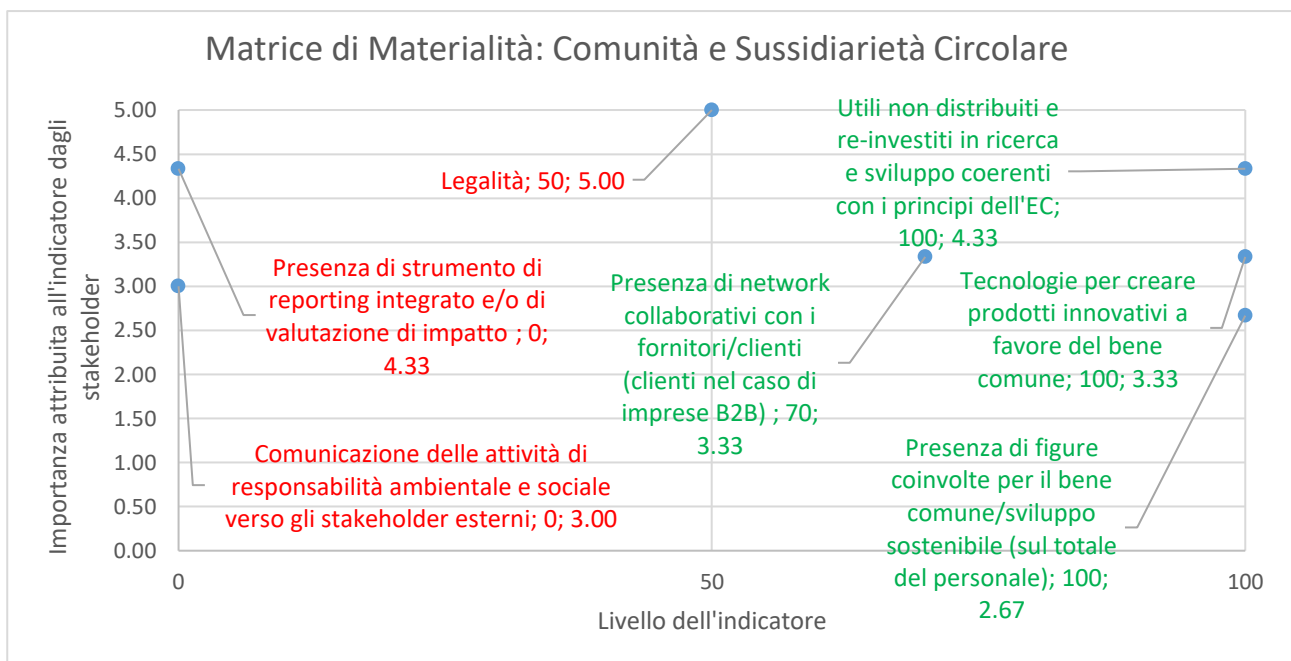 Matrice di Materialità: Comunità e Sussidiarietà Circolare
Importanza attribuita all'indicatore dagli
stakeholder
5.00
4.50
4.00
3.50
3.00
2.50
2.00
1.50
1.00
0.50
0.00
Legalità; 50; 5.00
Utili non distribuiti e
re-investiti in ricerca
e sviluppo coerenti
con i principi dell'EC;
100; 4.33
Presenza di strumento di
reporting integrato e/o di
valutazione di impatto ; 0;
4.33
Presenza di network
collaborativi con i
fornitori/clienti
(clienti nel caso di
imprese B2B) ; 70;
3.33
Tecnologie per creare
prodotti innovativi a
favore del bene
comune; 100; 3.33
Comunicazione delle attività di
responsabilità ambientale e sociale
verso gli stakeholder esterni; 0; 3.00
Presenza di figure
coinvolte per il bene
comune/sviluppo
sostenibile (sul totale
del personale); 100;
2.67
0
50
100
Livello dell'indicatore